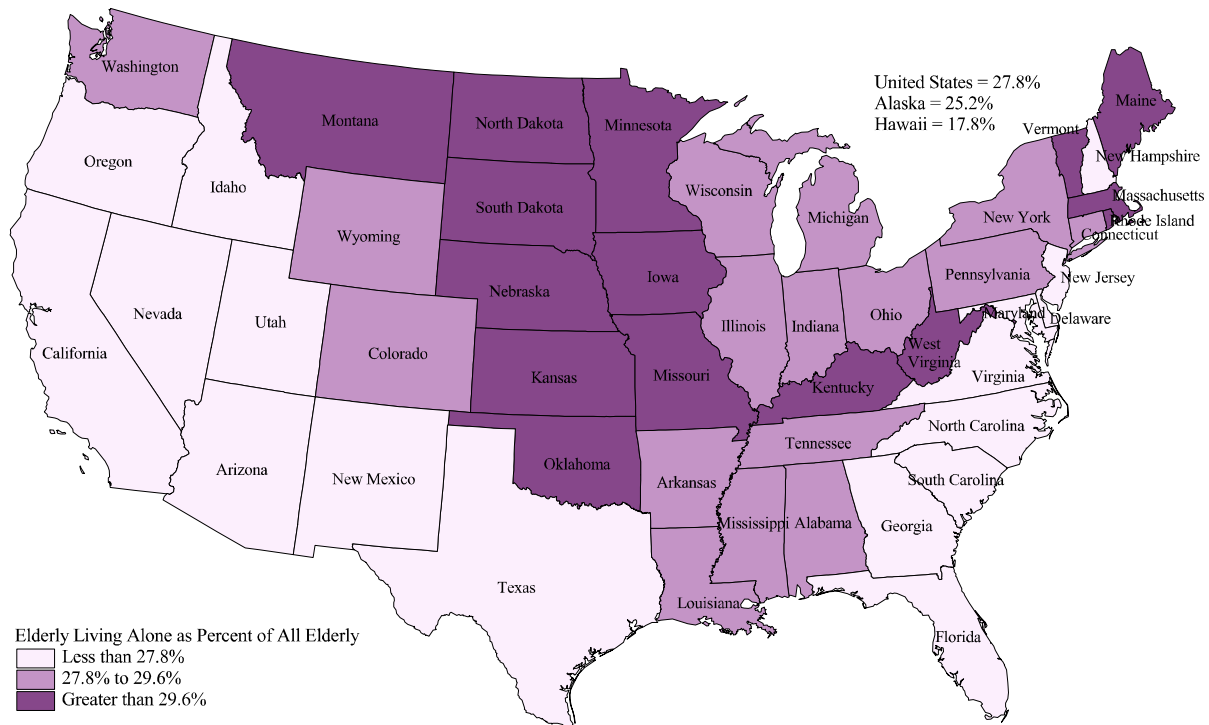 Washington
Montana
North Dakota
Minnesota
United States = 27.8%
Alaska = 25.2%
Hawaii = 17.8%
Maine
Vermont
New Hampshire
Oregon
Idaho
Wisconsin
Massachusetts
South Dakota
Wyoming
Michigan
New York
Rhode Island
Connecticut
Pennsylvania
New Jersey
Nebraska
Iowa
Nevada
Utah
Illinois
Indiana
Ohio
Maryland
Delaware
California
Colorado
Kansas
Missouri
West
Virginia
Kentucky
Virginia
Arizona
New Mexico
Oklahoma
Arkansas
Tennessee
North Carolina
South Carolina
Mississippi
Alabama
Georgia
Texas
Louisiana
Florida
Elderly Living Alone as Percent of All Elderly
Less than 27.8%
27.8% to 29.6%
Greater than 29.6%